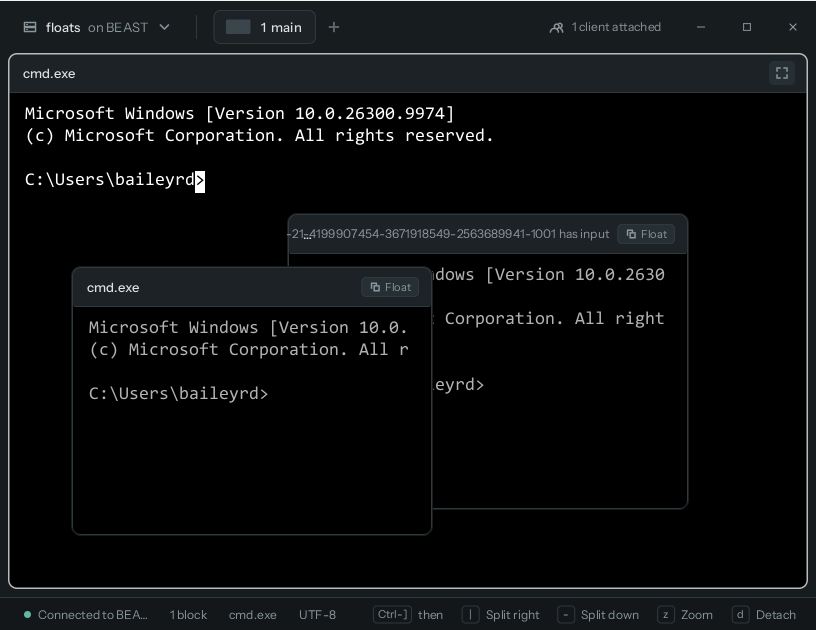 floats on BEAST 1 main + 1 client attached
cmd.exe
Microsoft Windows [Version 10.0.26300.9974]
(c) Microsoft Corporation. All rights reserved.
C:\Users\baileyrd>
-21...4199907454-3671918549-2563689941-1001 has input Float
dows [Version 10.0.2630
Corporation. All right
eyrd>
cmd.exe Float
Microsoft Windows [Version 10.0.
(c) Microsoft Corporation. All r
C:\Users\baileyrd>
Connected to BEA... 1 block cmd.exe UTF-8 Ctrl-] then | Split right - Split down z Zoom d Detach